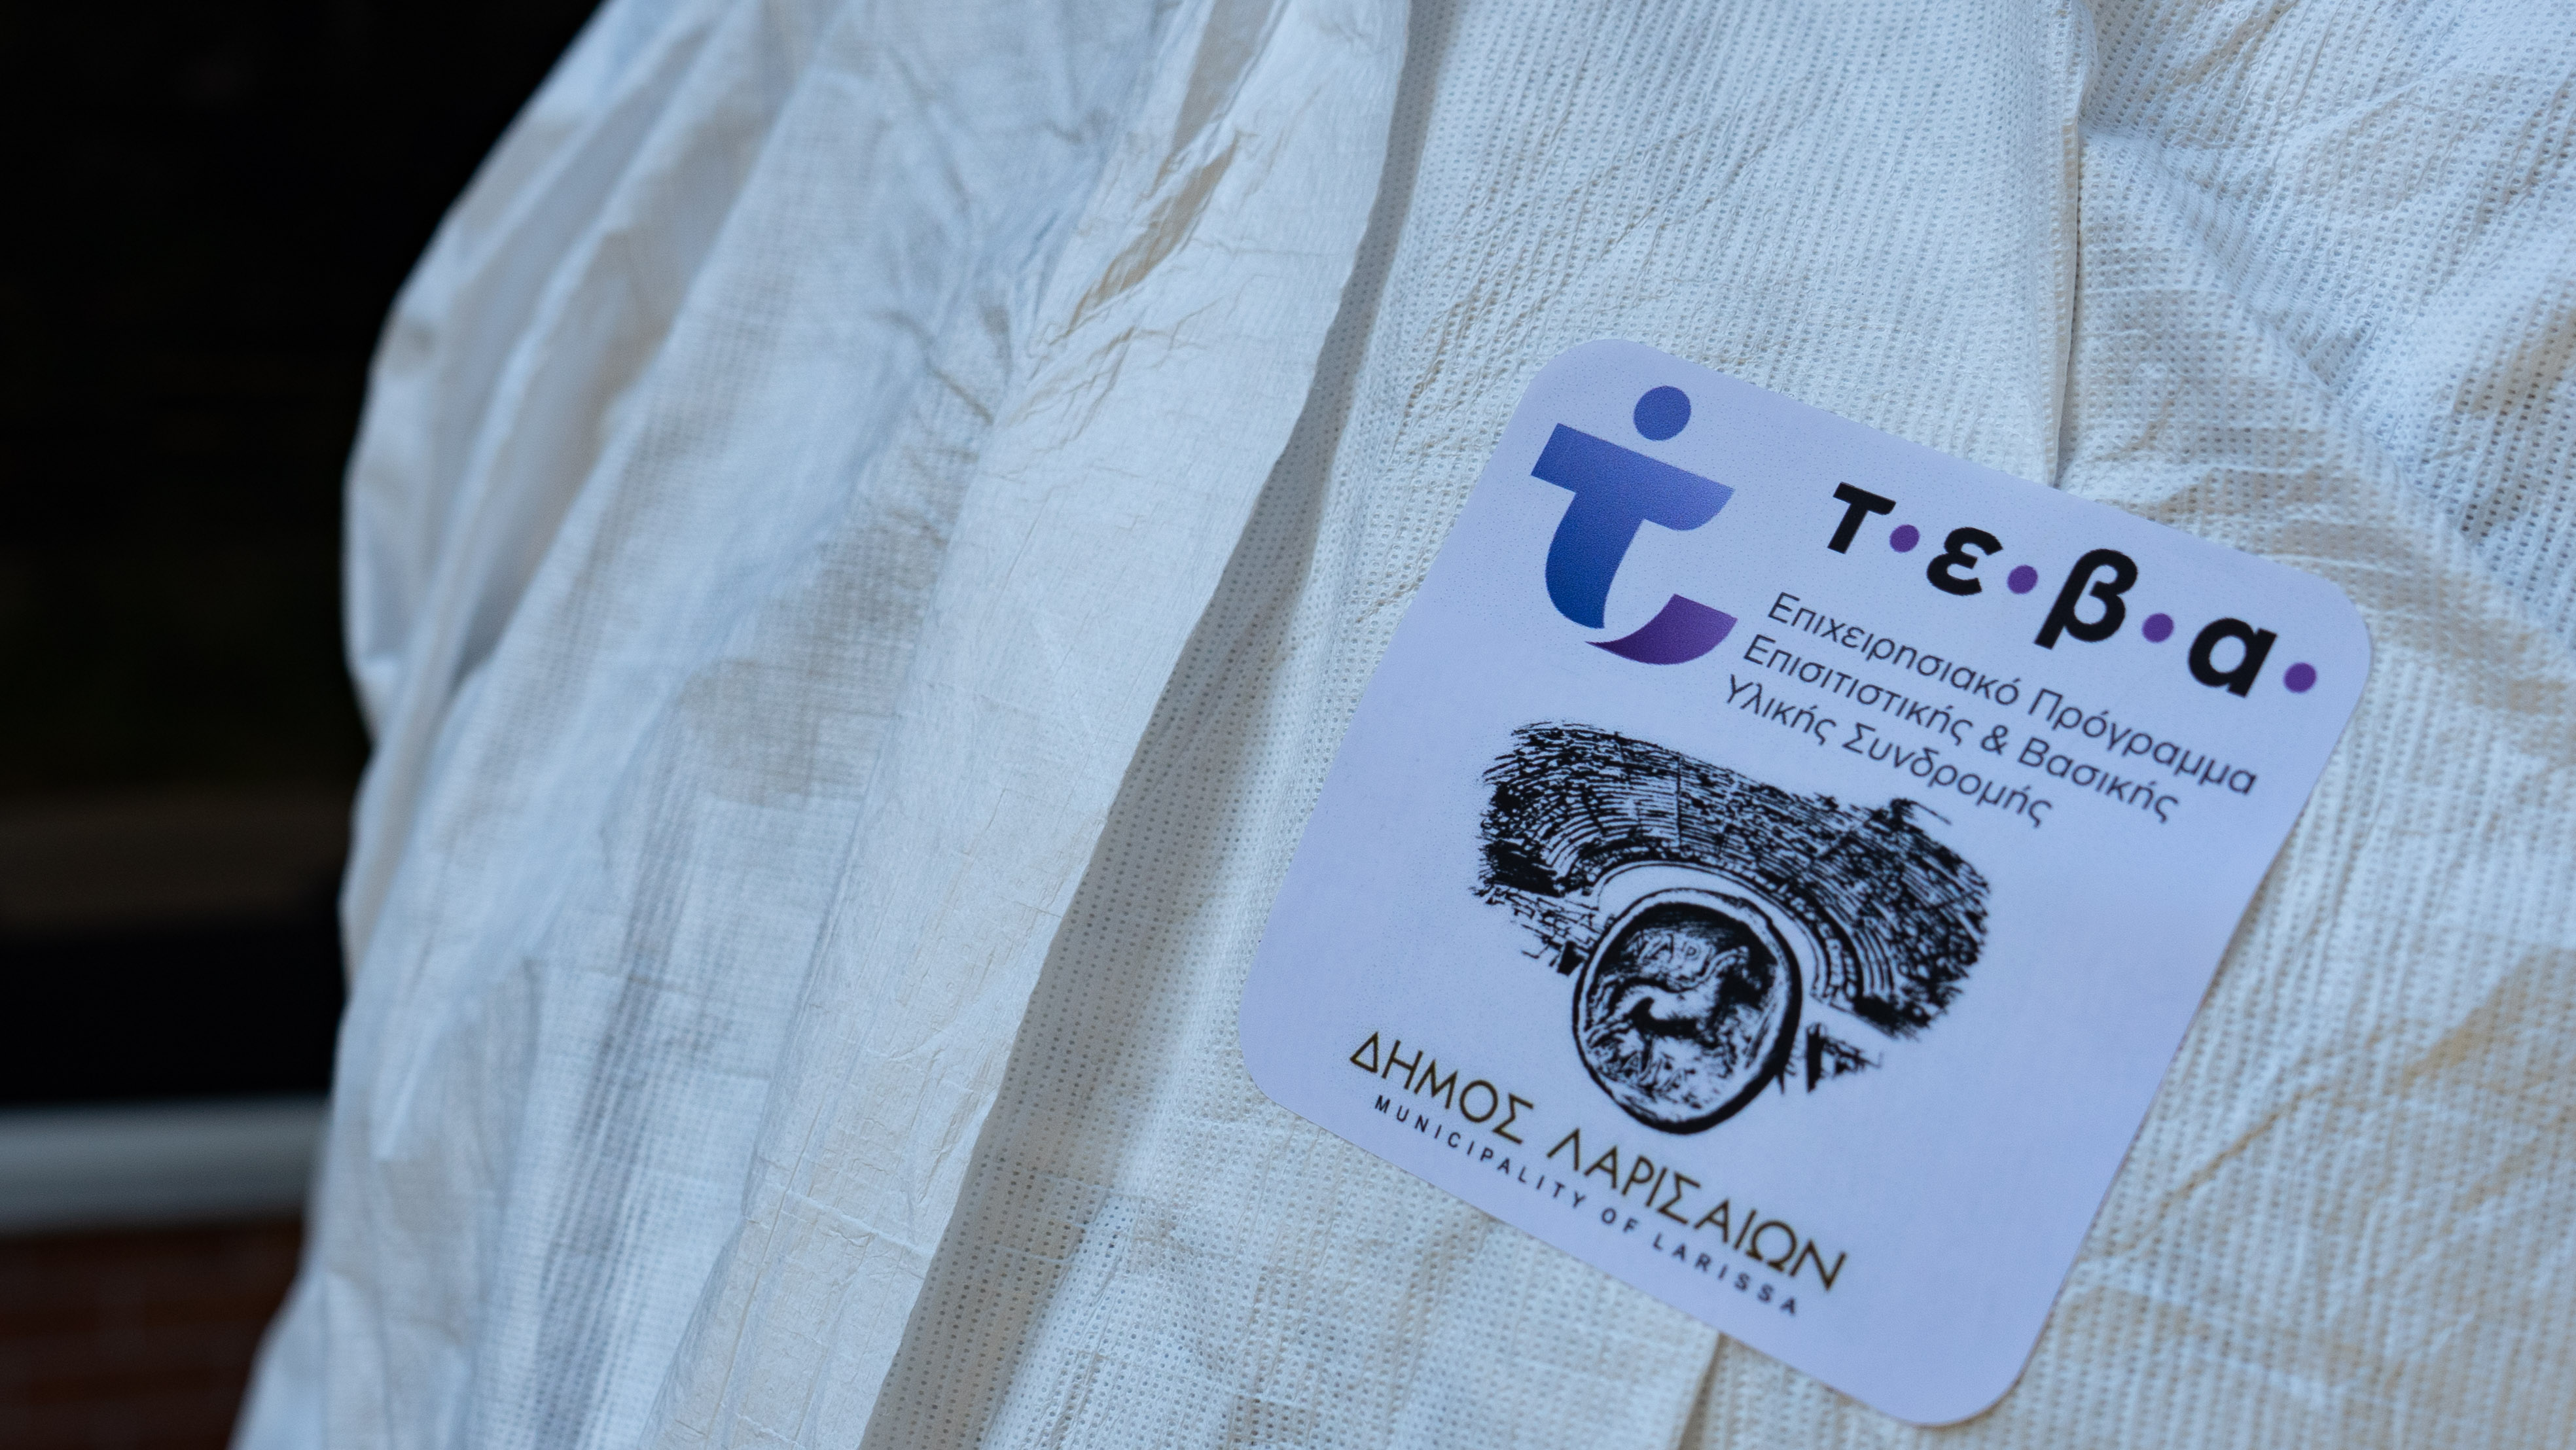 τ·ε·β·α·
Επιχειρησιακό Πρόγραμμα
Επισιτιστικής & Βασικής
Υλικής Συνδρομής
ΔΗΜΟΣ ΛΑΡΙΣΑΙΩΝ
MUNICIPALITY OF LARISSA